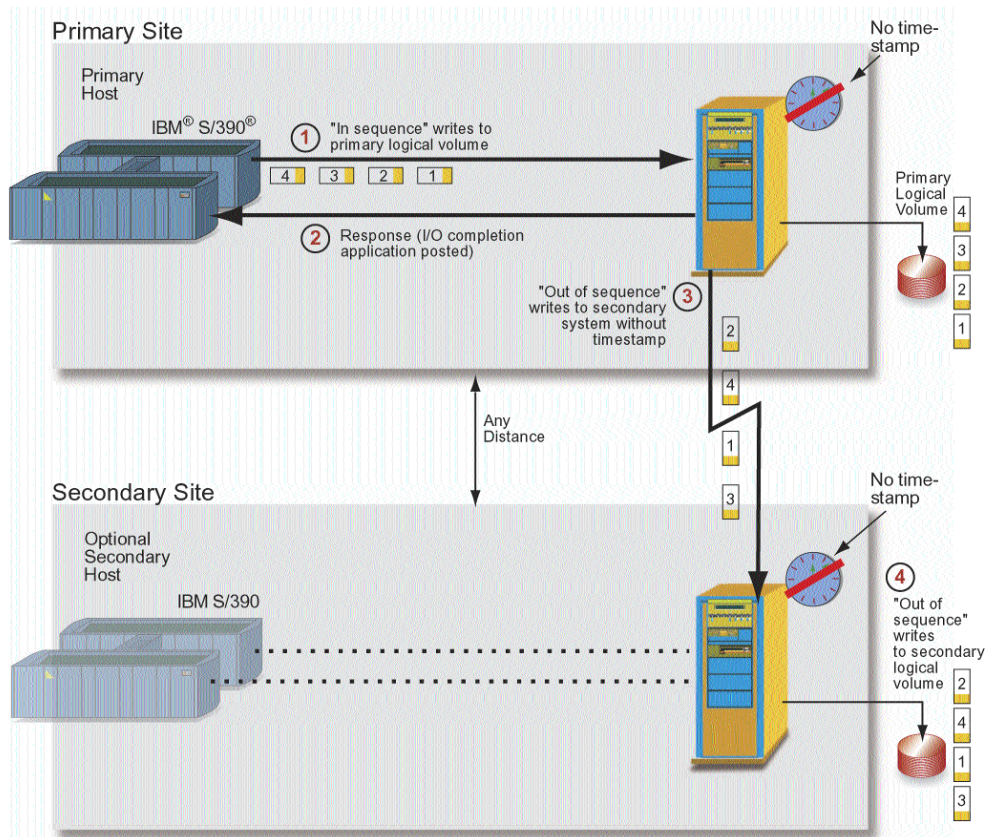 Primary Site
No time-
stamp
Primary
Host
IBM® S/390®
1
"In sequence" writes to
primary logical volume
4 3 2 1
2
Response (I/O completion
application posted)
Primary
Logical
Volume
4
3
2
1
"Out of sequence"
writes to secondary
system without
timestamp
3
2
4
1
3
Any
Distance
Secondary Site
No time-
stamp
Optional
Secondary
Host
IBM S/390
4
"Out of
sequence"
writes
to secondary
logical
volume
2
4
1
3